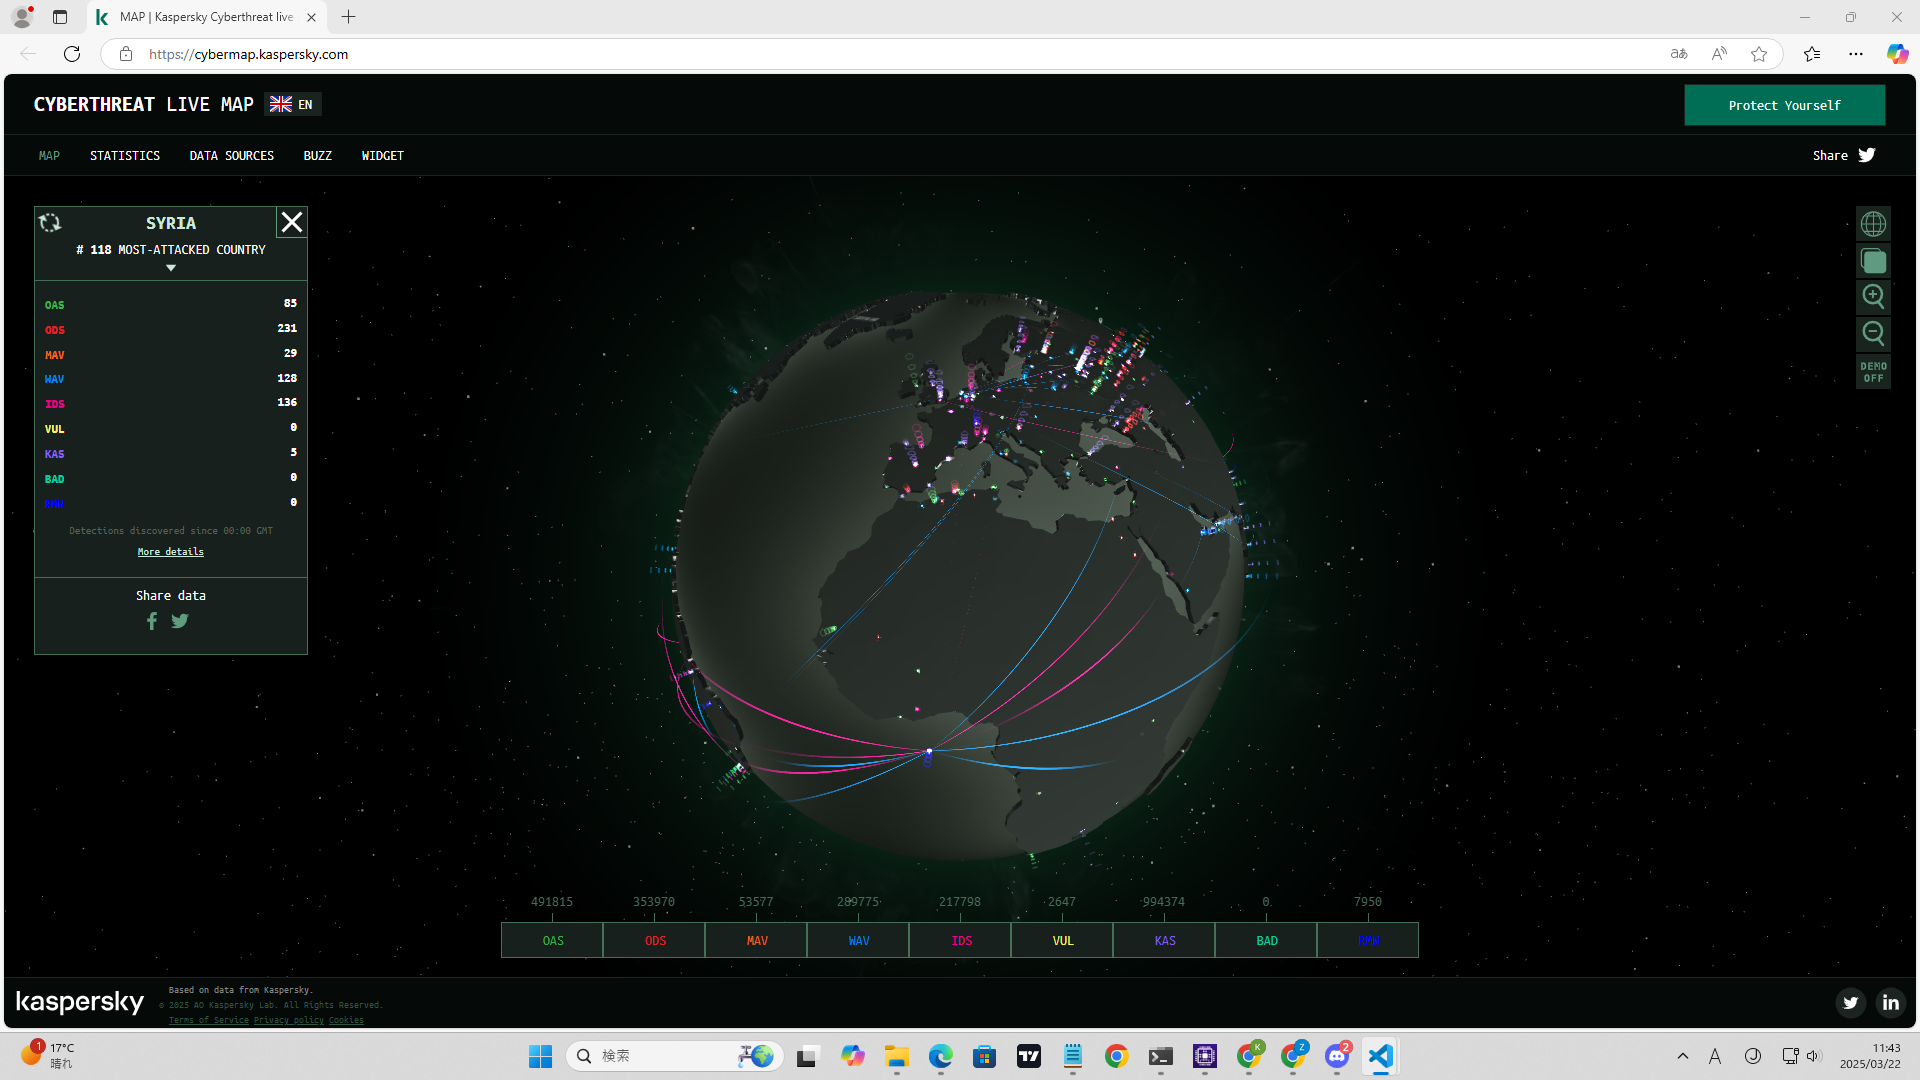 MAP | Kaspersky Cyberthreat live
https://cybermap.kaspersky.com
CYBERTHREAT LIVE MAP EN
Protect Yourself
MAP STATISTICS DATA SOURCES BUZZ WIDGET
Share
SYRIA
# 118 MOST-ATTACKED COUNTRY
OAS 85
ODS 231
MAV 29
WAV 128
IDS 136
VUL 0
KAS 5
BAD 0
RMW 0
Detections discovered since 00:00 GMT
More details
Share data
DEMO
OFF
491815 353970 53577 289775 217798 2647 994374 0 7950
OAS ODS MAV WAV IDS VUL KAS BAD RMW
kaspersky
Based on data from Kaspersky.
© 2025 AO Kaspersky Lab. All Rights Reserved.
Terms of Service Privacy policy Cookies
1
17°C
晴れ
検索
K
Z
2
A
11:43
2025/03/22